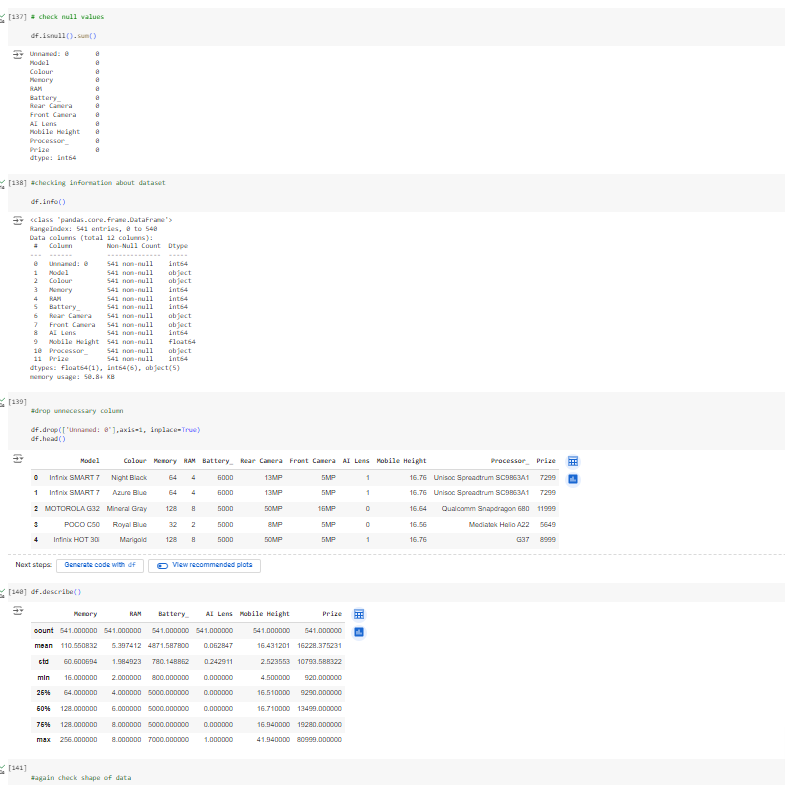 [137] # check null values
df.isnull().sum()
Unnamed: 0 0
Model 0
Colour 0
Memory 0
RAM 0
Battery_ 0
Rear Camera 0
Front Camera 0
AI Lens 0
Mobile Height 0
Processor_ 0
Prize 0
dtype: int64
[138] #checking information about dataset
df.info()
<class 'pandas.core.frame.DataFrame'>
RangeIndex: 541 entries, 0 to 540
Data columns (total 12 columns):
# Column Non-Null Count Dtype
--- ------ -------------- -----
0 Unnamed: 0 541 non-null int64
1 Model 541 non-null object
2 Colour 541 non-null object
3 Memory 541 non-null int64
4 RAM 541 non-null int64
5 Battery_ 541 non-null int64
6 Rear Camera 541 non-null object
7 Front Camera 541 non-null object
8 AI Lens 541 non-null int64
9 Mobile Height 541 non-null float64
10 Processor_ 541 non-null object
11 Prize 541 non-null int64
dtypes: float64(1), int64(6), object(5)
memory usage: 50.8+ KB
[139]
#drop unnecessary column
df.drop(['Unnamed: 0'],axis=1, inplace=True)
df.head()
Model Colour Memory RAM Battery_ Rear Camera Front Camera AI Lens Mobile Height Processor_ Prize
0 Infinix SMART 7 Night Black 64 4 6000 13MP 5MP 1 16.76 Unisoc Spreadtrum SC9863A1 7299
1 Infinix SMART 7 Azure Blue 64 4 6000 13MP 5MP 1 16.76 Unisoc Spreadtrum SC9863A1 7299
2 MOTOROLA G32 Mineral Gray 128 8 5000 50MP 16MP 0 16.64 Qualcomm Snapdragon 680 11999
3 POCO C50 Royal Blue 32 2 5000 8MP 5MP 0 16.56 Mediatek Helio A22 5649
4 Infinix HOT 30i Marigold 128 8 5000 50MP 5MP 1 16.76 G37 8999
Next steps: Generate code with df View recommended plots
[140] df.describe()
Memory RAM Battery_ AI Lens Mobile Height Prize
count 541.000000 541.000000 541.000000 541.000000 541.000000 541.000000
mean 110.550832 5.397412 4871.587800 0.062847 16.431201 16228.375231
std 60.600694 1.984923 780.148862 0.242911 2.523553 10793.588322
min 16.000000 2.000000 800.000000 0.000000 4.500000 920.000000
25% 64.000000 4.000000 5000.000000 0.000000 16.510000 9290.000000
50% 128.000000 6.000000 5000.000000 0.000000 16.710000 13499.000000
75% 128.000000 8.000000 5000.000000 0.000000 16.940000 19280.000000
max 256.000000 8.000000 7000.000000 1.000000 41.940000 80999.000000
[141]
#again check shape of data